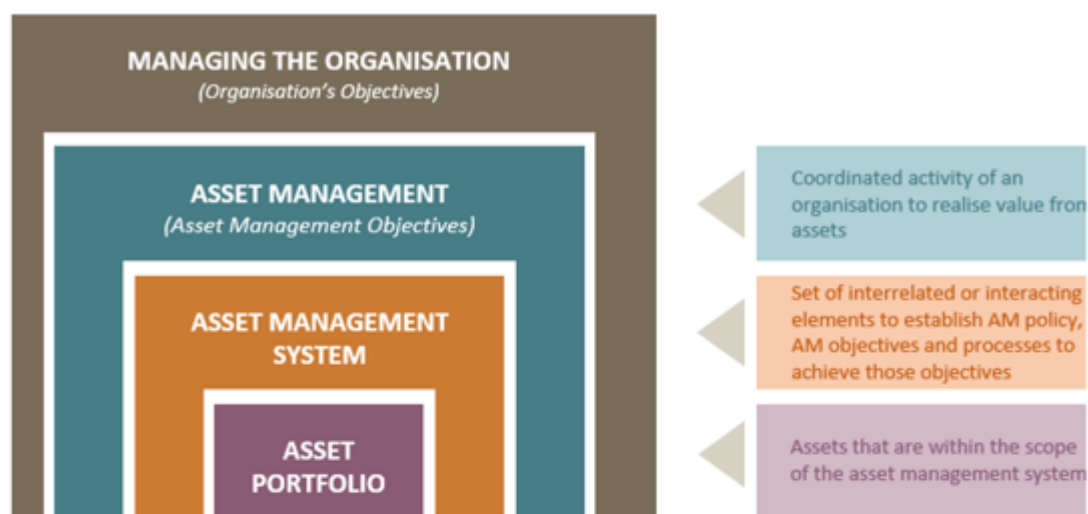 MANAGING THE ORGANISATION
(Organisation's Objectives)
ASSET MANAGEMENT
(Asset Management Objectives)
ASSET MANAGEMENT
SYSTEM
ASSET
PORTFOLIO
Coordinated activity of an
organisation to realise value from
assets
Set of interrelated or interacting
elements to establish AM policy,
AM objectives and processes to
achieve those objectives
Assets that are within the scope
of the asset management system